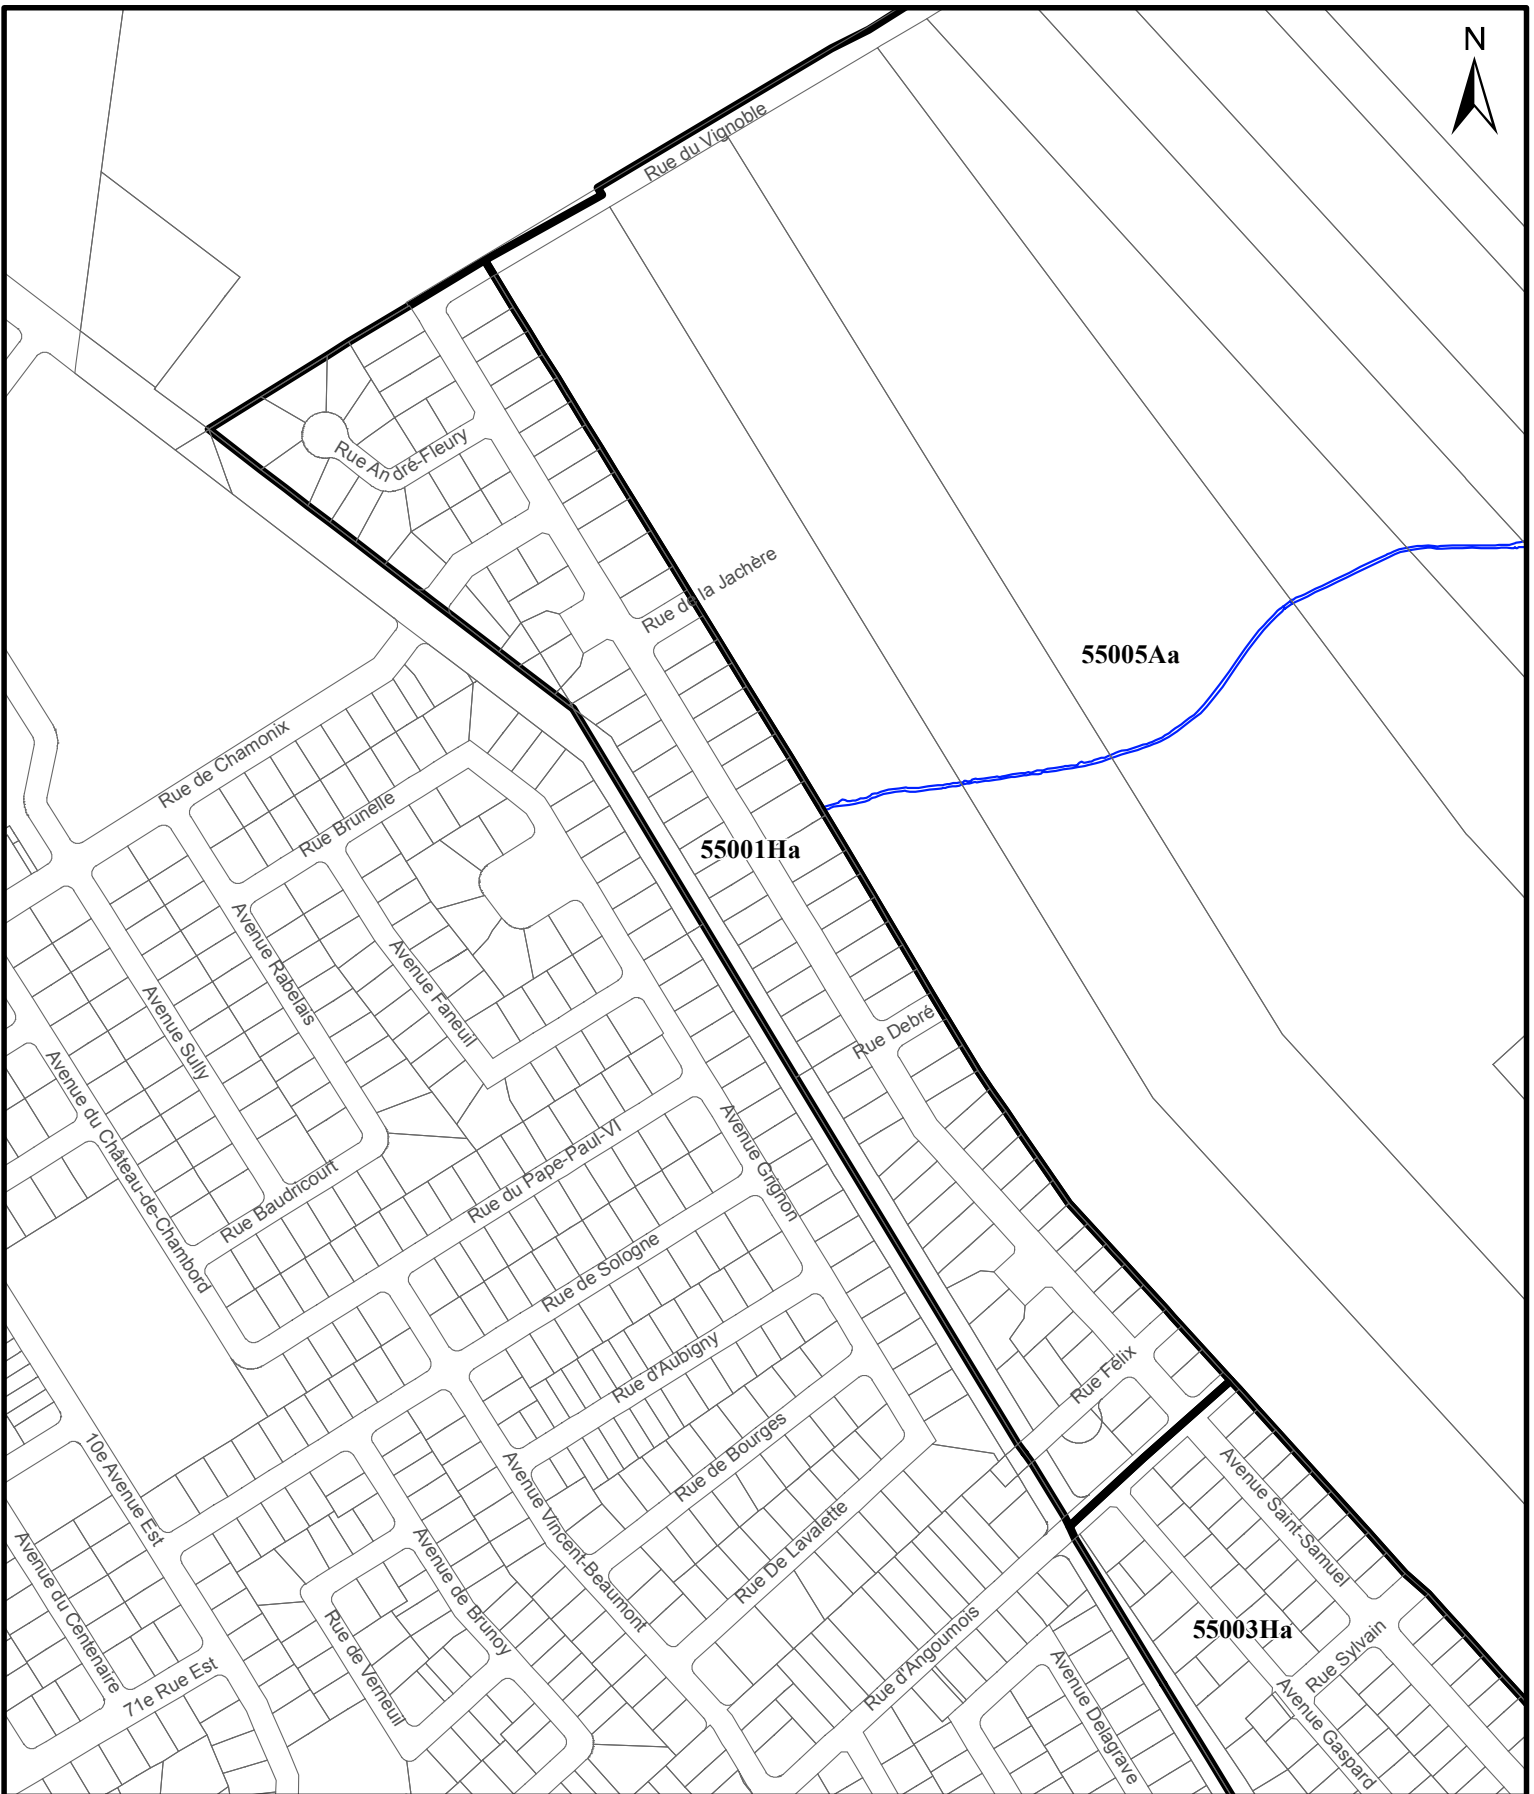 N
Rue du Vignoble
Rue André-Fleury
Rue de la Jachère
55005Aa
Rue de Chamonix
Rue Brunelle
55001Ha
Avenue Rabelais
Avenue Faneuil
Avenue Sully
Rue Debré
Avenue du Château-de-Chambord
Avenue Grignon
Rue du Pape-Paul-VI
Rue Baudricourt
Rue de Sologne
Rue d'Aubigny
Rue Félix
Rue de Bourges
10e Avenue Est
Avenue Vincent-Beaumont
Avenue Saint-Samuel
Rue De Lavalette
Avenue du Centenaire
Avenue de Brunoy
Rue de Verneuil
55003Ha
Rue d'Angoumois
Rue Sylvain
71e Rue Est
Avenue Delagrave
Avenue Gaspard